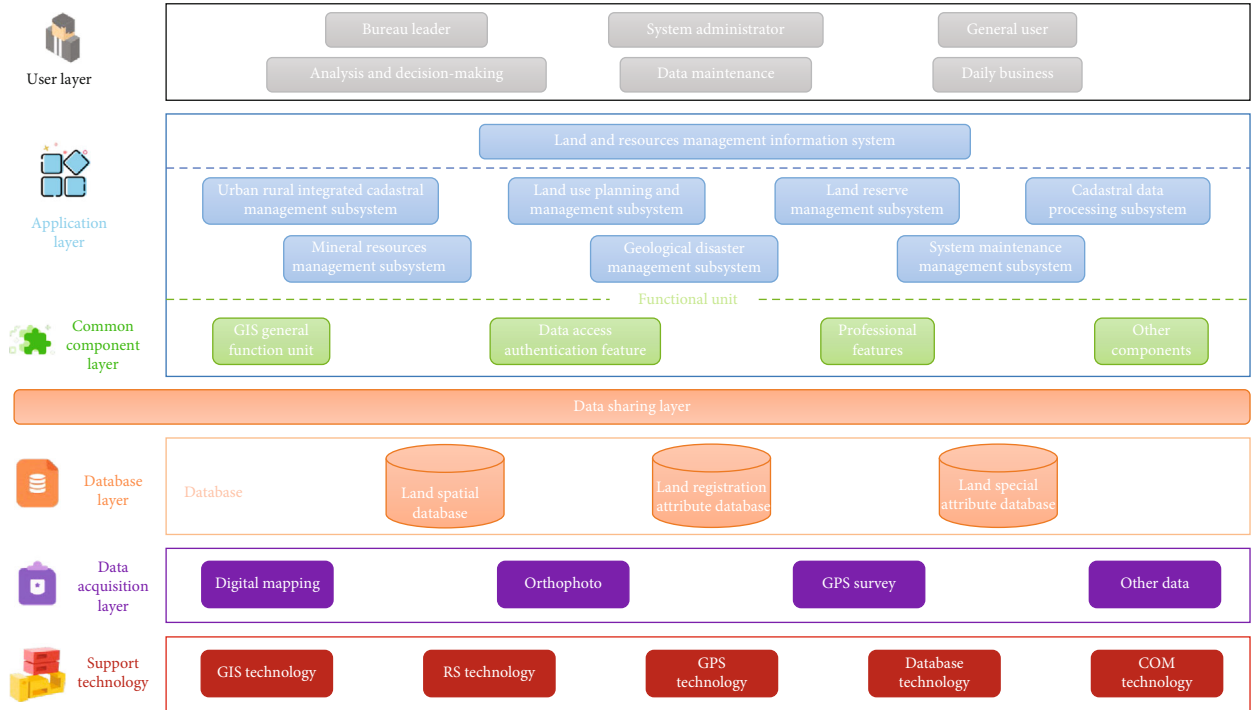 User layer
Bureau leader
System administrator
General user
Analysis and decision-making
Data maintenance
Daily business
Application
layer
Land and resources management information system
Urban rural integrated cadastral
management subsystem
Land use planning and
management subsystem
Land reserve
management subsystem
Cadastral data
processing subsystem
Mineral resources
management subsystem
Geological disaster
management subsystem
System maintenance
management subsystem
Functional unit
Common
component
layer
GIS general
function unit
Data access
authentication feature
Professional
features
Other
components
Data sharing layer
Database
layer
Database
Land spatial
database
Land registration
attribute database
Land special
attribute database
Data
acquisition
layer
Digital mapping
Orthophoto
GPS survey
Other data
Support
technology
GIS technology
RS technology
GPS
technology
Database
technology
COM
technology